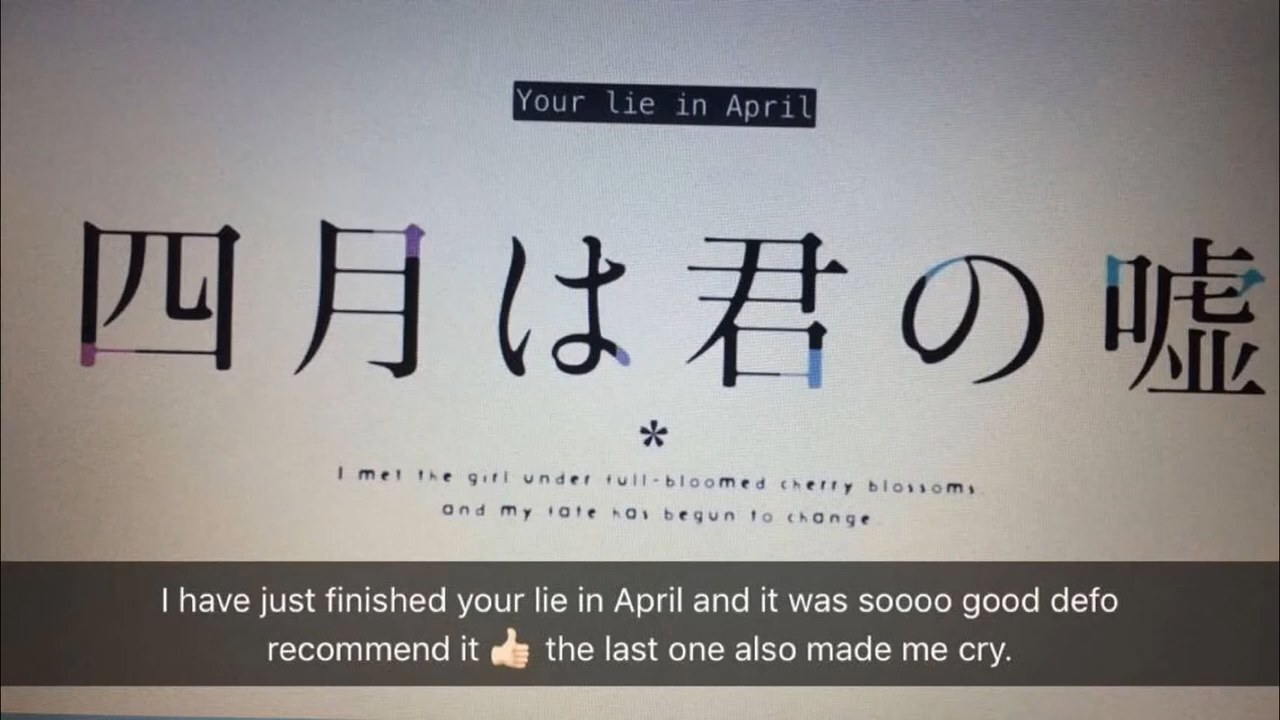 Your lie in April
四月は君の嘘
*
I met the girl under full-bloomed cherry blossoms
and my fate has begun to change
I have just finished your lie in April and it was soooo good defo
recommend it 👍🏻 the last one also made me cry.